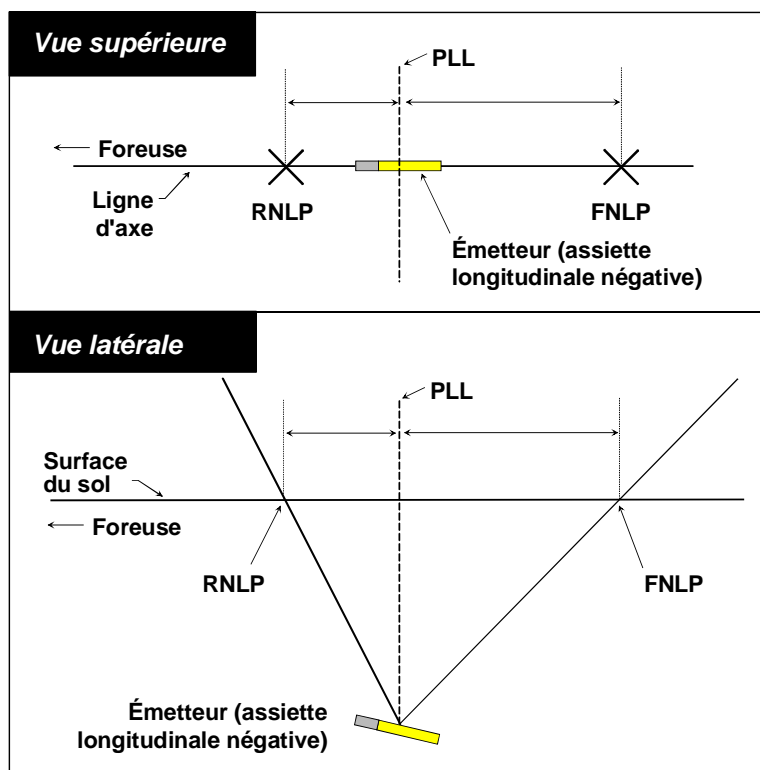 Vue supérieure
PLL
Foreuse
Ligne
d'axe
RNLP
FNLP
Émetteur (assiette
longitudinale négative)
Vue latérale
PLL
Surface
du sol
Foreuse
RNLP
FNLP
Émetteur (assiette
longitudinale négative)